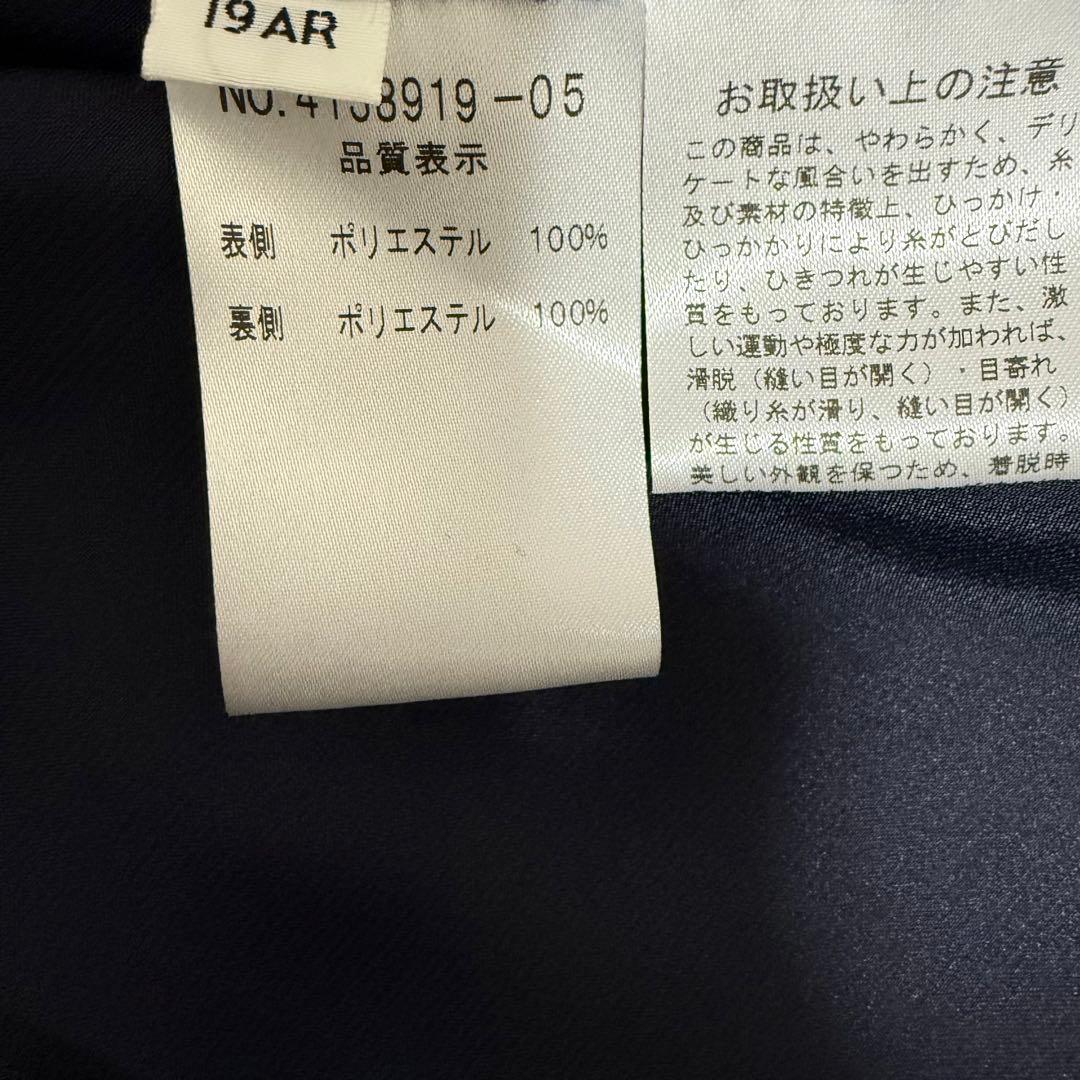 19AR
NO.4138919-05
品質表示
表側 ポリエステル 100%
裏側 ポリエステル 100%
お取扱い上の注意
この商品は、やわらかく、デリ
ケートな風合いを出すため、糸
及び素材の特徴上、ひっかけ・
ひっかかりにより糸がとびだし
たり、ひきつれが生じやすい性
質をもっております。また、激
しい運動や極度な力が加われば、
滑脱（縫い目が開く）・目寄れ
（織り糸が滑り、縫い目が開く）
が生じる性質をもっております。
美しい外観を保つため、着脱時